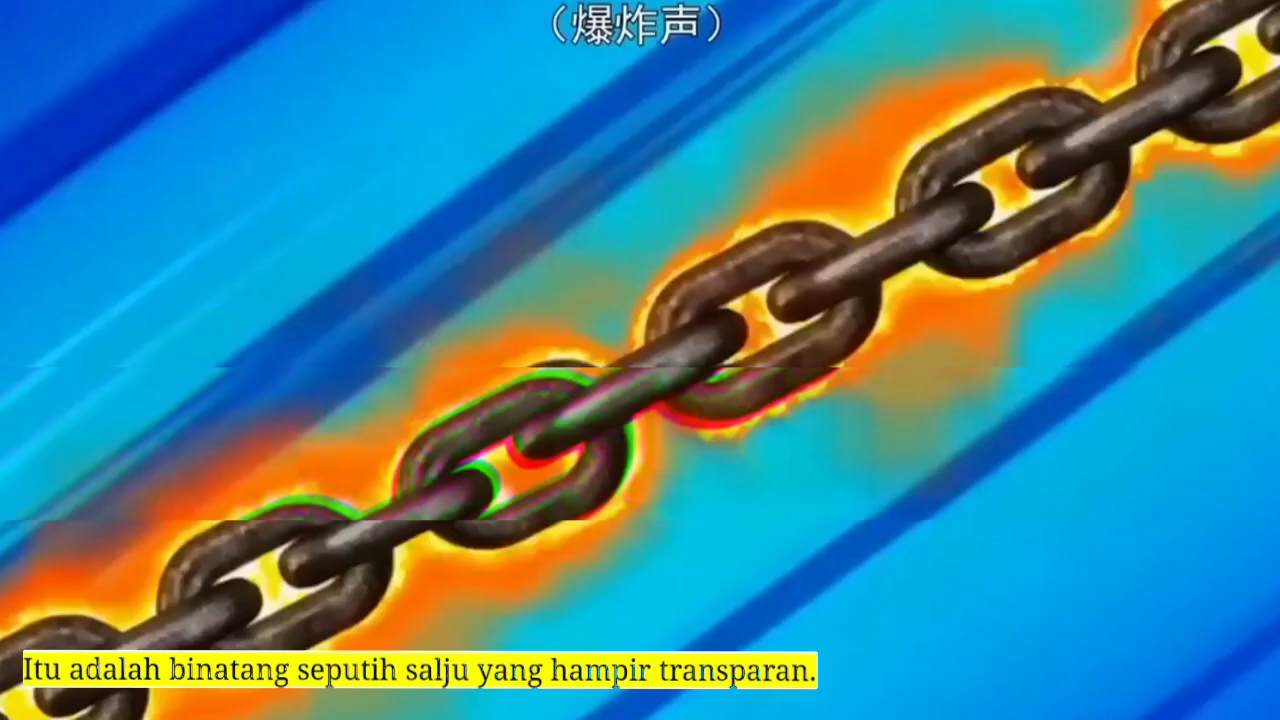 （爆炸声）
Itu adalah binatang seputih salju yang hampir transparan.